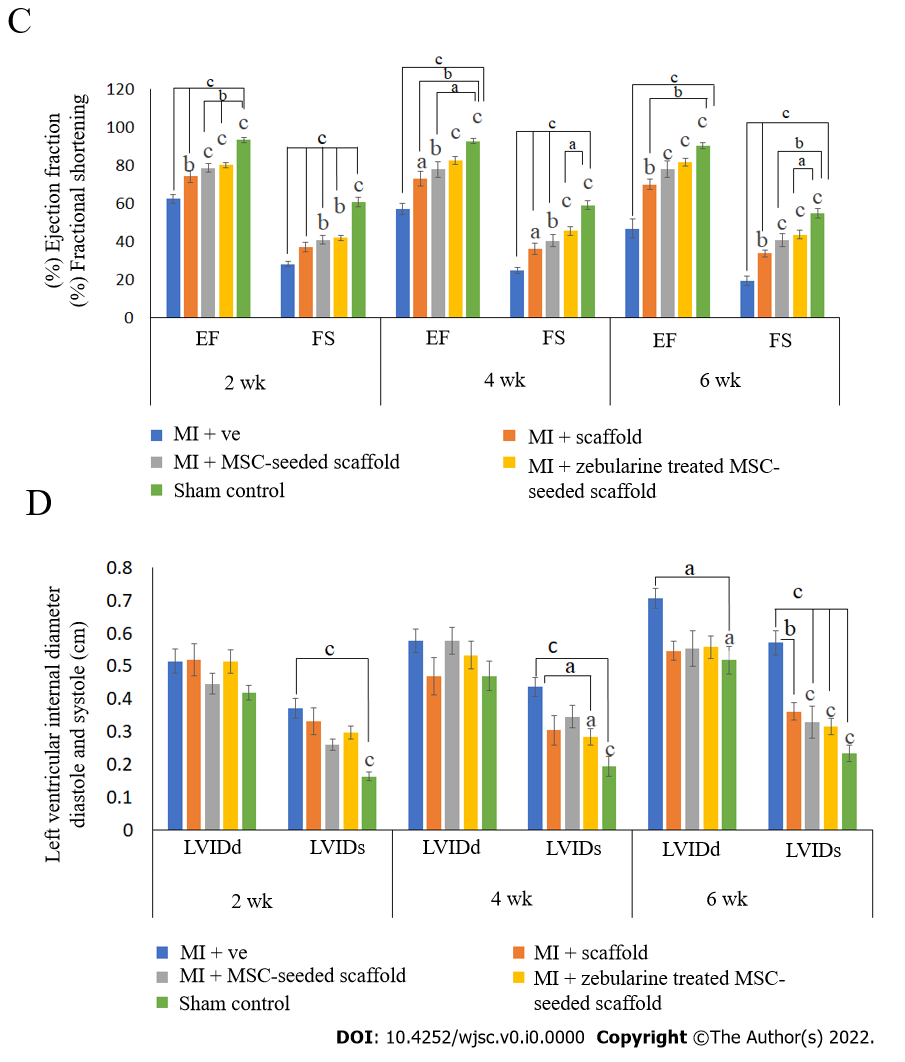 C
(%) Ejection fraction
(%) Fractional shortening
120
100
80
60
40
20
0
c
b
b c c c
c
b b c
c
b
a
a b c c
c
a
a b c c
c
b
b c c c
c
b
a
b c c c
EF FS EF FS EF FS
2 wk 4 wk 6 wk
MI + ve
MI + scaffold
MI + MSC-seeded scaffold
MI + zebularine treated MSC-
seeded scaffold
Sham control
D
Left ventricular internal diameter
diastole and systole (cm)
0.8
0.7
0.6
0.5
0.4
0.3
0.2
0.1
0
c
c
c
a
a c
a
a
c
b
c c c
LVIDd LVIDs LVIDd LVIDs LVIDd LVIDs
2 wk 4 wk 6 wk
MI + ve
MI + scaffold
MI + MSC-seeded scaffold
MI + zebularine treated MSC-
seeded scaffold
Sham control
DOI: 10.4252/wjsc.v0.i0.0000 Copyright ©The Author(s) 2022.